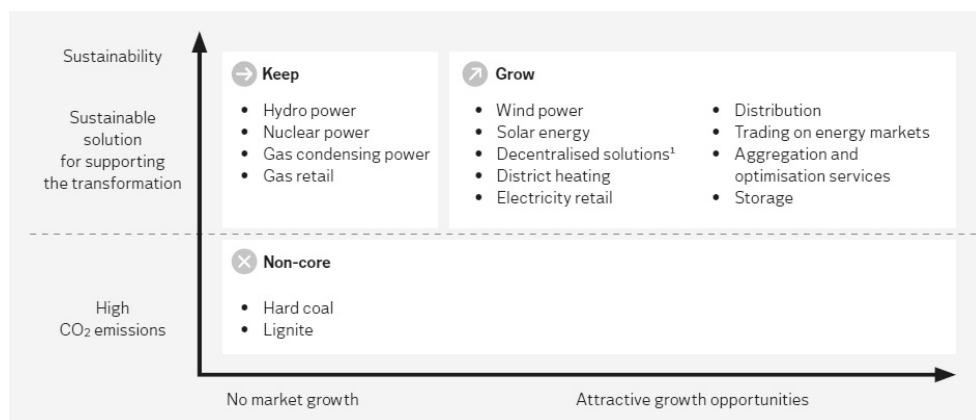 Sustainability
Sustainable
solution
for supporting
the transformation
High
CO₂ emissions
Keep
• Hydro power
• Nuclear power
• Gas condensing power
• Gas retail
Grow
• Wind power
• Solar energy
• Decentralised solutions¹
• District heating
• Electricity retail
• Distribution
• Trading on energy markets
• Aggregation and
optimisation services
• Storage
Non-core
• Hard coal
• Lignite
No market growth
Attractive growth opportunities